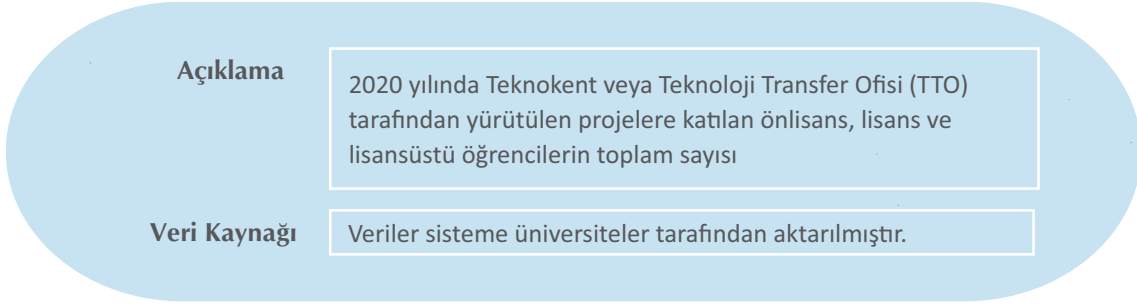 Açıklama
2020 yılında Teknokent veya Teknoloji Transfer Ofisi (TTO)
tarafından yürütülen projelere katılan önlisans, lisans ve
lisansüstü öğrencilerin toplam sayısı
Veri Kaynağı
Veriler sisteme üniversiteler tarafından aktarılmıştır.